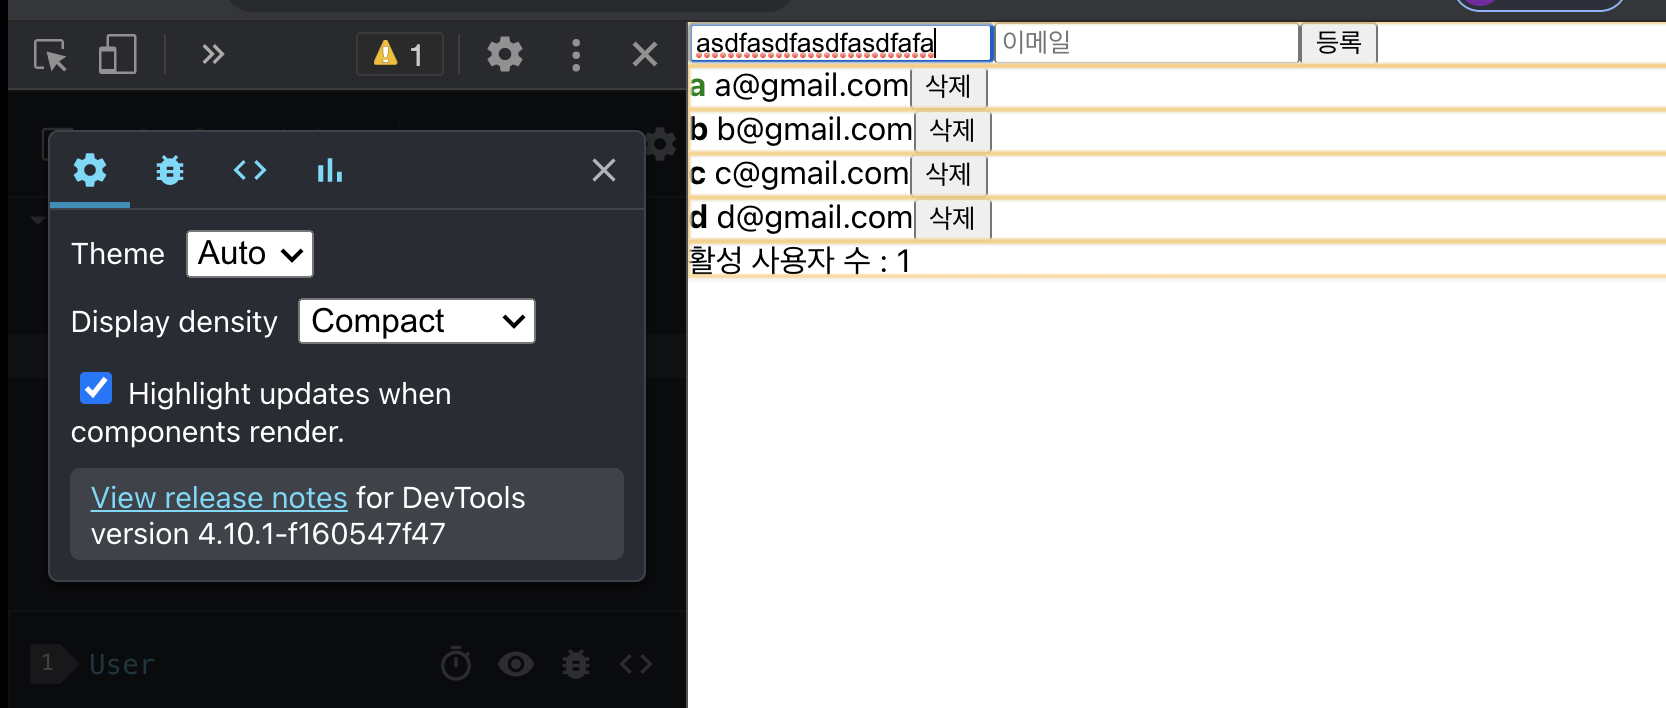 1
Theme Auto
Display density Compact
Highlight updates when
components render.
View release notes for DevTools
version 4.10.1-f160547f47
1 User
asdfasdfasdfasdfafa 이메일 등록
a a@gmail.com 삭제
b b@gmail.com 삭제
c c@gmail.com 삭제
d d@gmail.com 삭제
활성 사용자 수 : 1